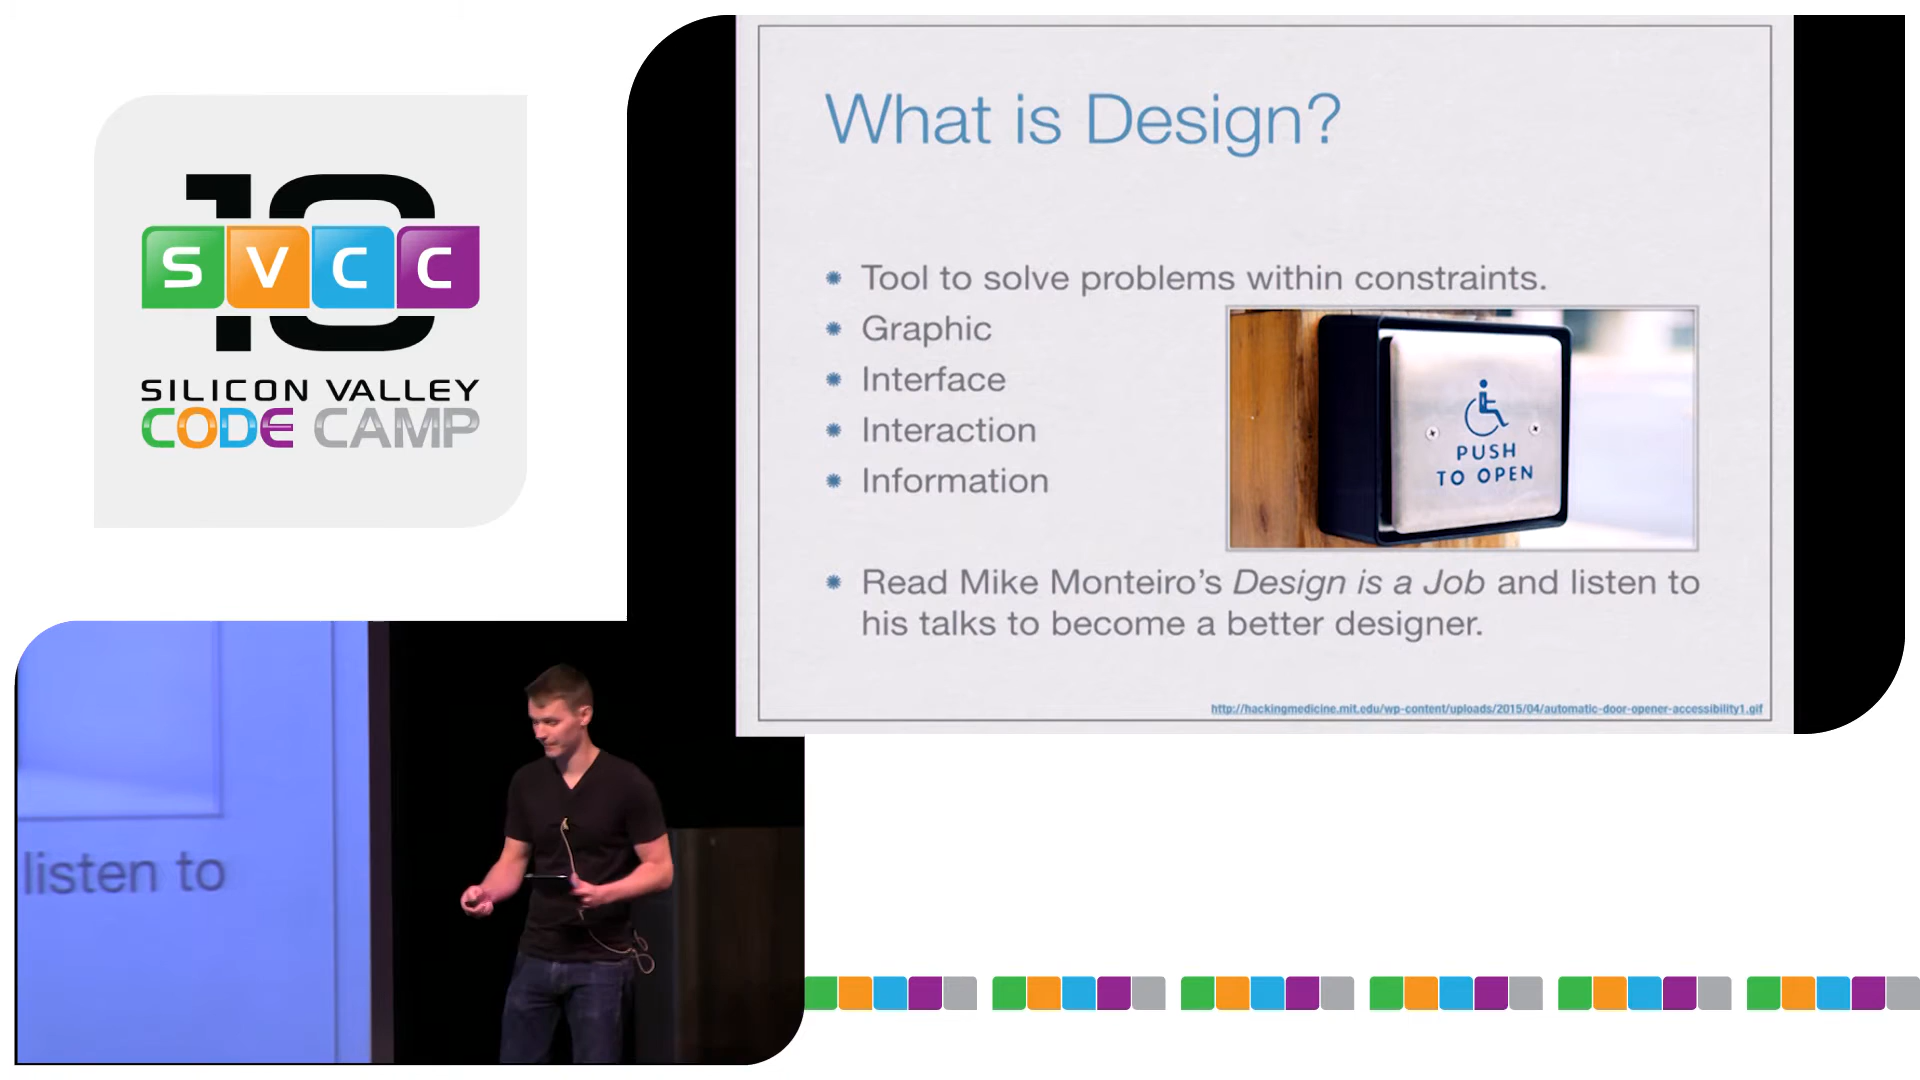 10
SVCC
SILICON VALLEY
CODE CAMP
What is Design?
Tool to solve problems within constraints.
Graphic
Interface
Interaction
Information
PUSH
TO OPEN
Read Mike Monteiro's Design is a Job and listen to
his talks to become a better designer.
http://hackingmedicine.mit.edu/wp-content/uploads/2015/04/automatic-door-opener-accessibility1.gif
listen to